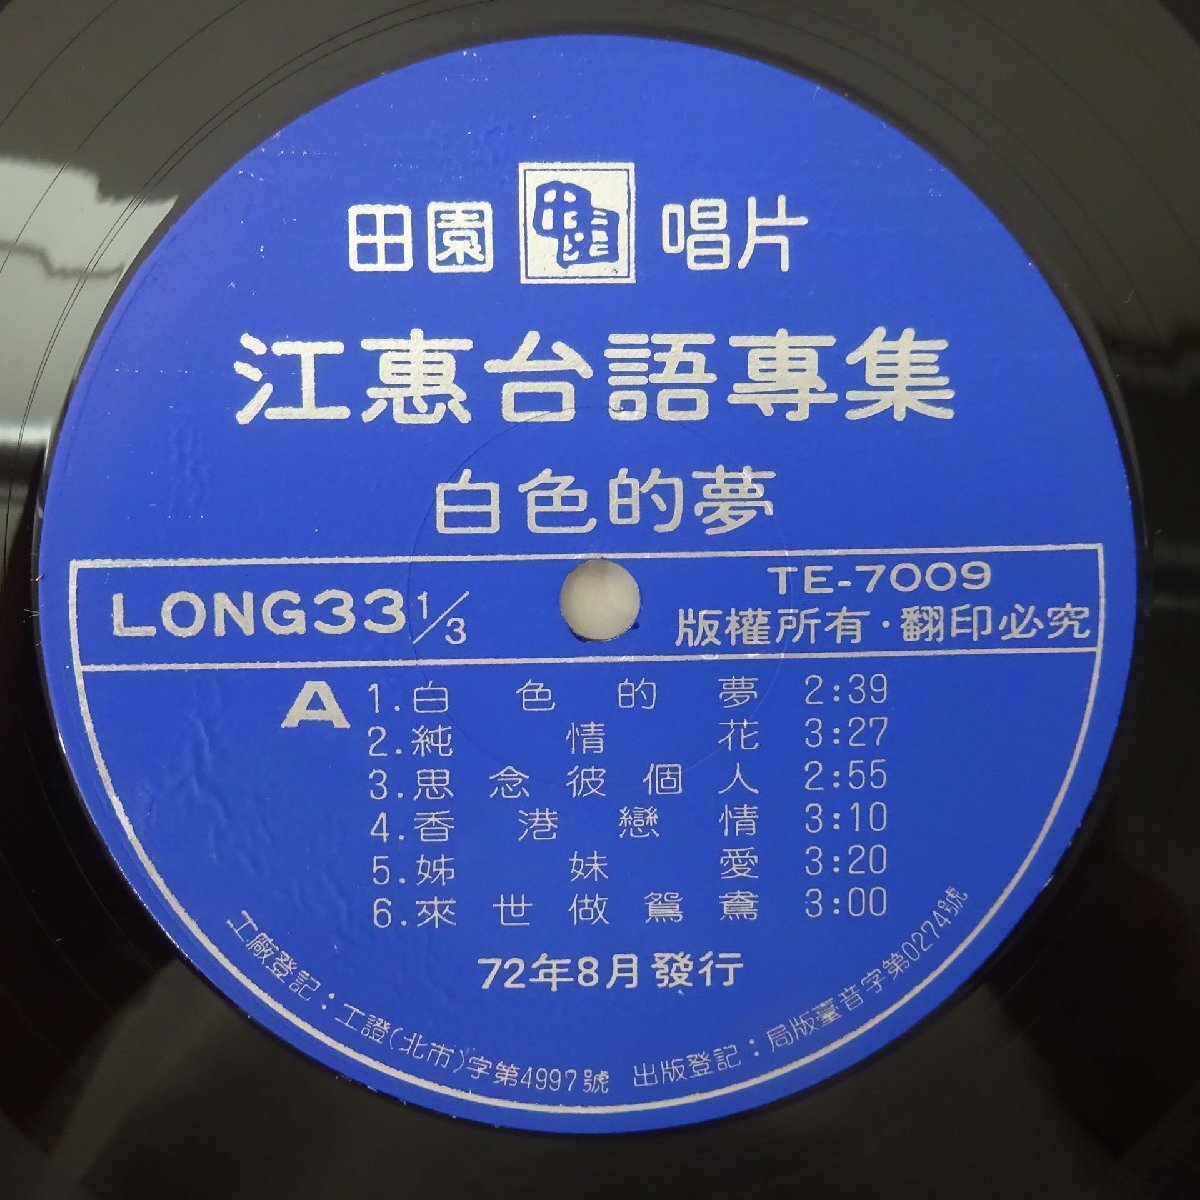 田園 唱片
江惠台語專集
白色的夢
LONG33 1/3
TE-7009
版權所有・翻印必究
A
1.白色的夢 2:39
2.純情花 3:27
3.思念彼個人 2:55
4.香港戀情 3:10
5.姊妹愛 3:20
6.來世做鴛鴦 3:00
72年8月發行
工廠登記：工證(北市)字第4997號 出版登記：局版臺音字第0274號